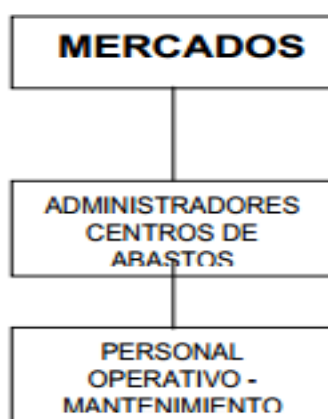 MERCADOS
ADMINISTRADORES
CENTROS DE
ABASTOS
PERSONAL
OPERATIVO -
MANTENIMIENTO